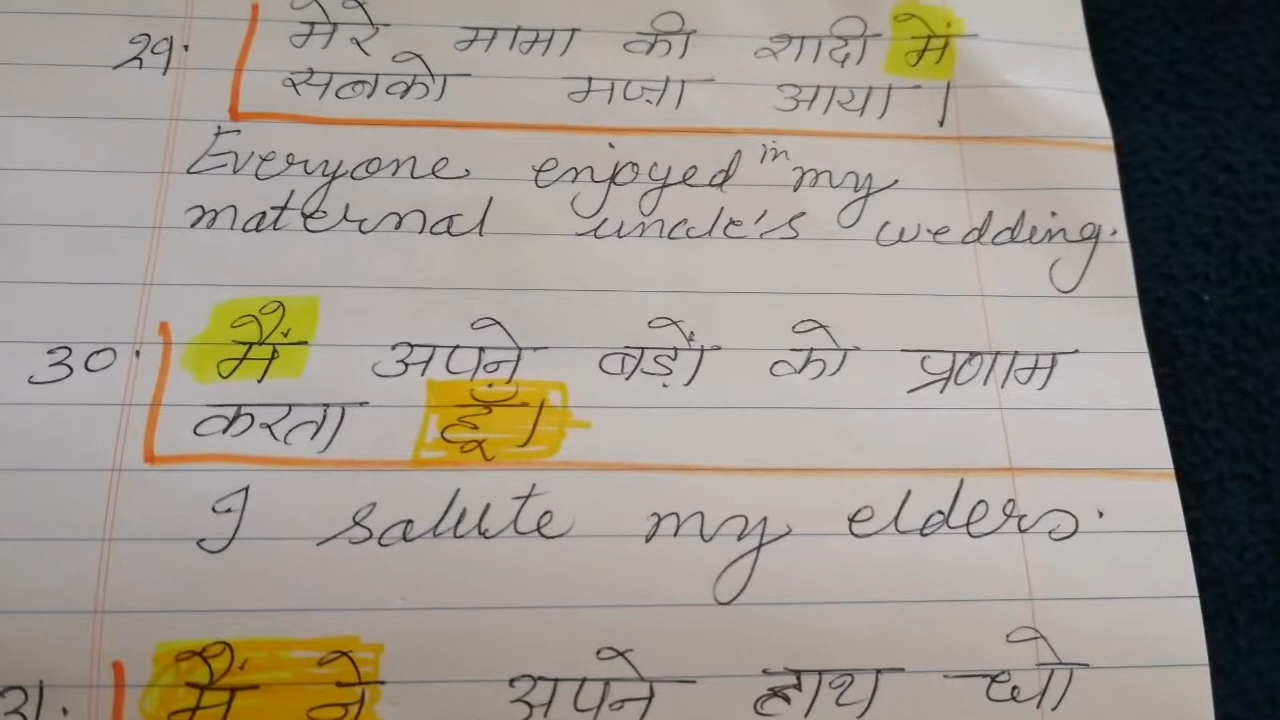 29. मेरे मामा की शादी में
सबको मज़ा आया।
Everyone enjoyed in my
maternal uncle's wedding.
30. मैं अपने बड़ों को प्रणाम
करता हूँ।
I salute my elders.
31. मैं ने अपने हाथ धो